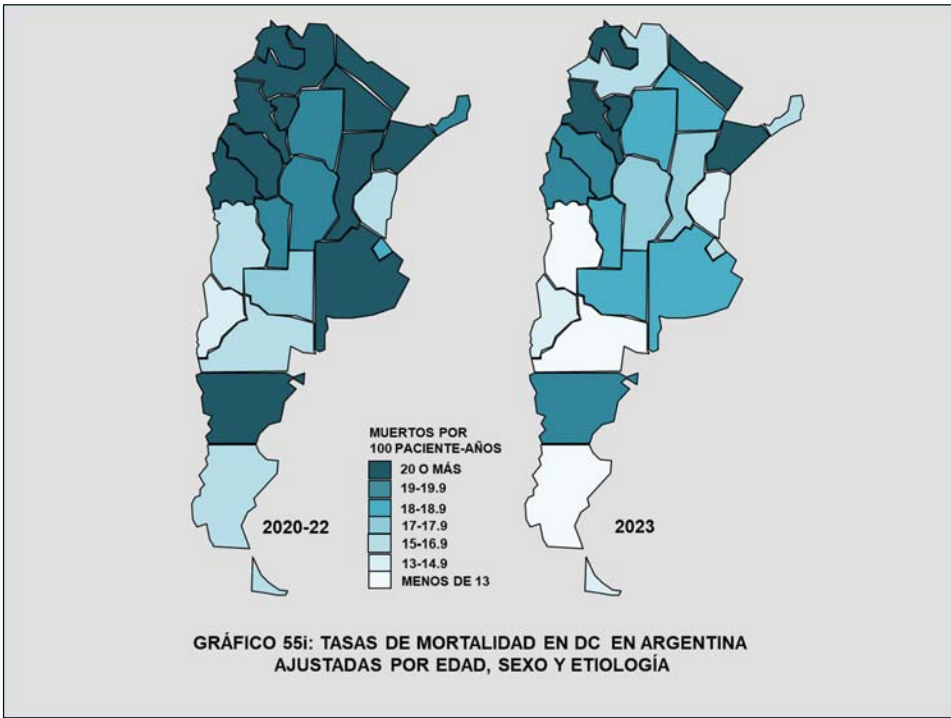 MUERTOS POR
100 PACIENTE-AÑOS
20 O MÁS
19-19.9
18-18.9
17-17.9
15-16.9
13-14.9
MENOS DE 13
2020-22
2023
GRÁFICO 55i: TASAS DE MORTALIDAD EN DC EN ARGENTINA
AJUSTADAS POR EDAD, SEXO Y ETIOLOGÍA